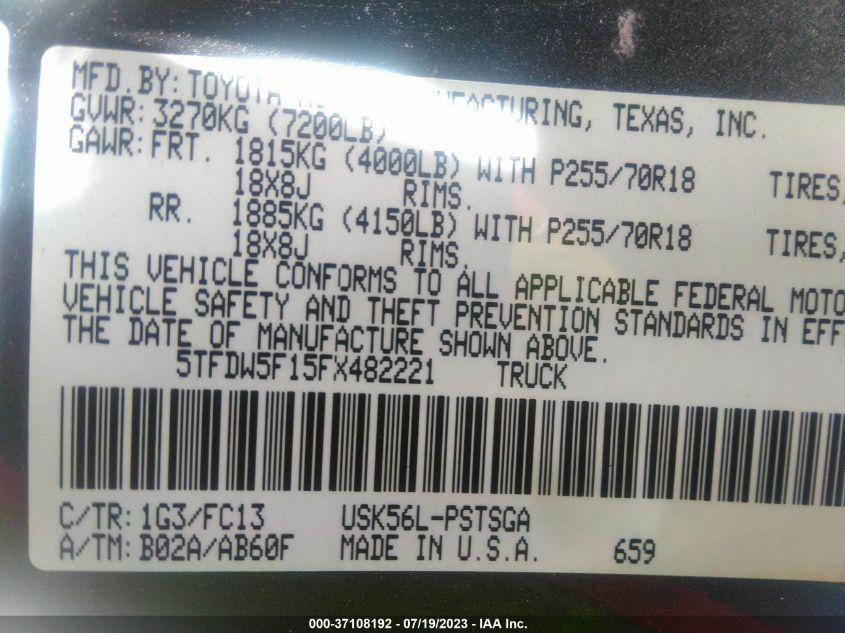 MFD.BY: TOYOTA MANUFACTURING, TEXAS, INC.
GVWR: 3270KG (7200LB)
GAWR: FRT. 1815KG (4000LB) WITH P255/70R18 TIRES,
18X8J RIMS.
RR. 1885KG (4150LB) WITH P255/70R18 TIRES,
18X8J RIMS.
THIS VEHICLE CONFORMS TO ALL APPLICABLE FEDERAL MOTO
VEHICLE SAFETY AND THEFT PREVENTION STANDARDS IN EFF
THE DATE OF MANUFACTURE SHOWN ABOVE.
5TFDW5F15FX482221 TRUCK
C/TR: 1G3/FC13 USK56L-PSTSGA
A/TM: B02A/AB60F MADE IN U.S.A. 659
000-37108192 - 07/19/2023 - IAA Inc.